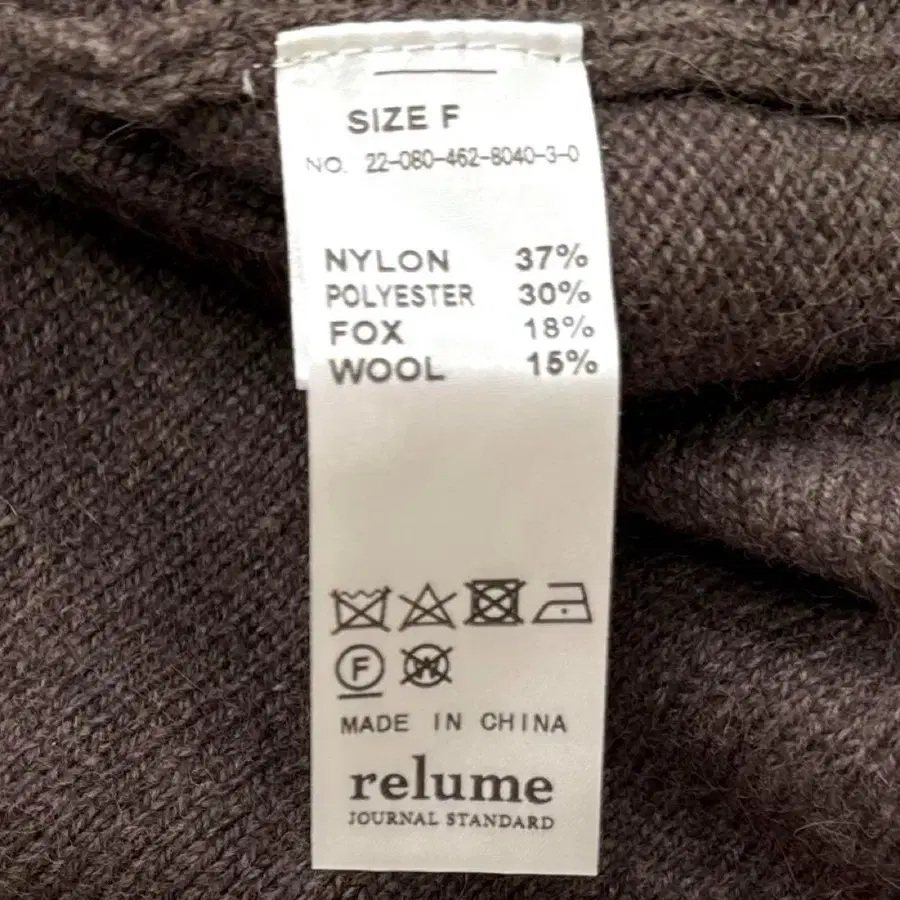 SIZE F
NO. 22-080-462-8040-3-0
NYLON 37%
POLYESTER 30%
FOX 18%
WOOL 15%
F W
MADE IN CHINA
relume
JOURNAL STANDARD